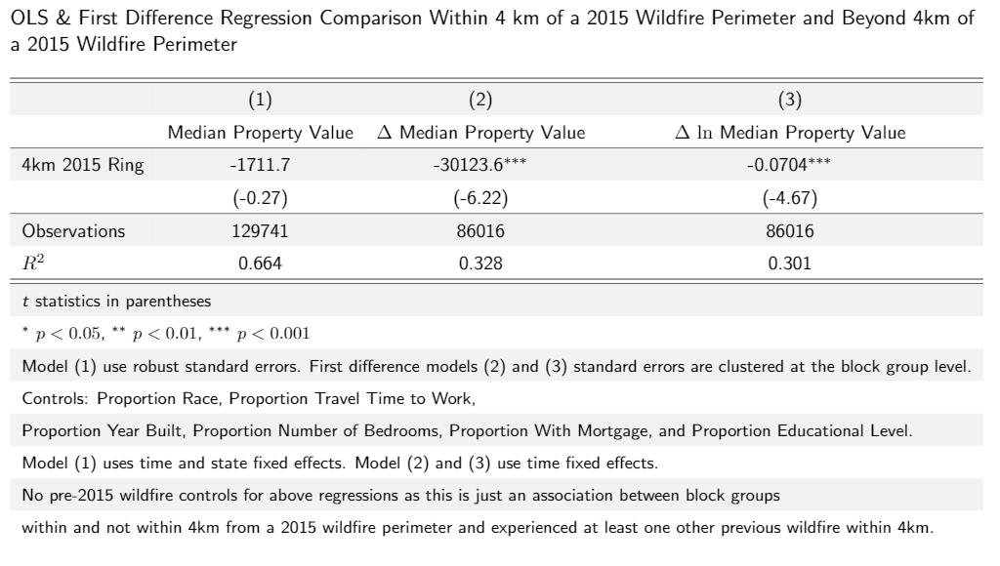 OLS & First Difference Regression Comparison Within 4 km of a 2015 Wildfire Perimeter and Beyond 4km of
a 2015 Wildfire Perimeter
(1) (2) (3)
Median Property Value Δ Median Property Value Δ ln Median Property Value
4km 2015 Ring -1711.7 -30123.6*** -0.0704***
(-0.27) (-6.22) (-4.67)
Observations 129741 86016 86016
R² 0.664 0.328 0.301
t statistics in parentheses
* p < 0.05, ** p < 0.01, *** p < 0.001
Model (1) use robust standard errors. First difference models (2) and (3) standard errors are clustered at the block group level.
Controls: Proportion Race, Proportion Travel Time to Work,
Proportion Year Built, Proportion Number of Bedrooms, Proportion With Mortgage, and Proportion Educational Level.
Model (1) uses time and state fixed effects. Model (2) and (3) use time fixed effects.
No pre-2015 wildfire controls for above regressions as this is just an association between block groups
within and not within 4km from a 2015 wildfire perimeter and experienced at least one other previous wildfire within 4km.